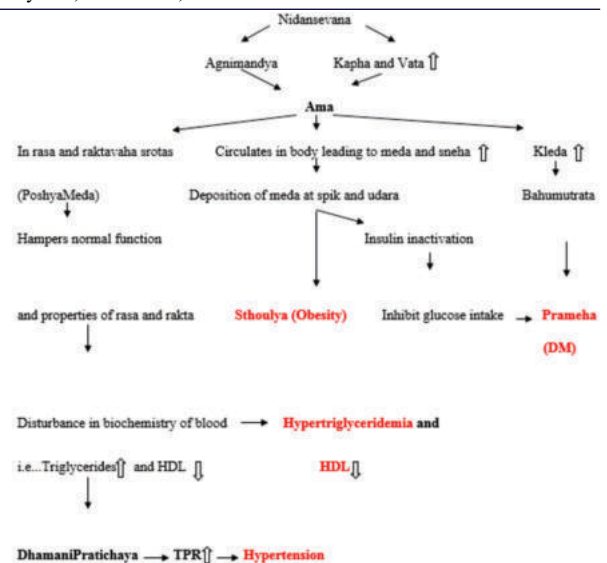 Nidansevana
Agnimandya Kapha and Vata ⇧
Ama
In rasa and raktavaha srotas Circulates in body leading to meda and sneha ⇧ Kleda ⇧
(PoshyaMeda) Deposition of meda at spik and udara Bahumutrata
Hampers normal function Insulin inactivation
and properties of rasa and rakta Sthoulya (Obesity) Inhibit glucose intake → Prameha
(DM)
Disturbance in biochemistry of blood → Hypertriglyceridemia and
i.e...Triglycerides⇧ and HDL ⇩ HDL⇩
DhamaniPratichaya → TPR⇧ → Hypertension